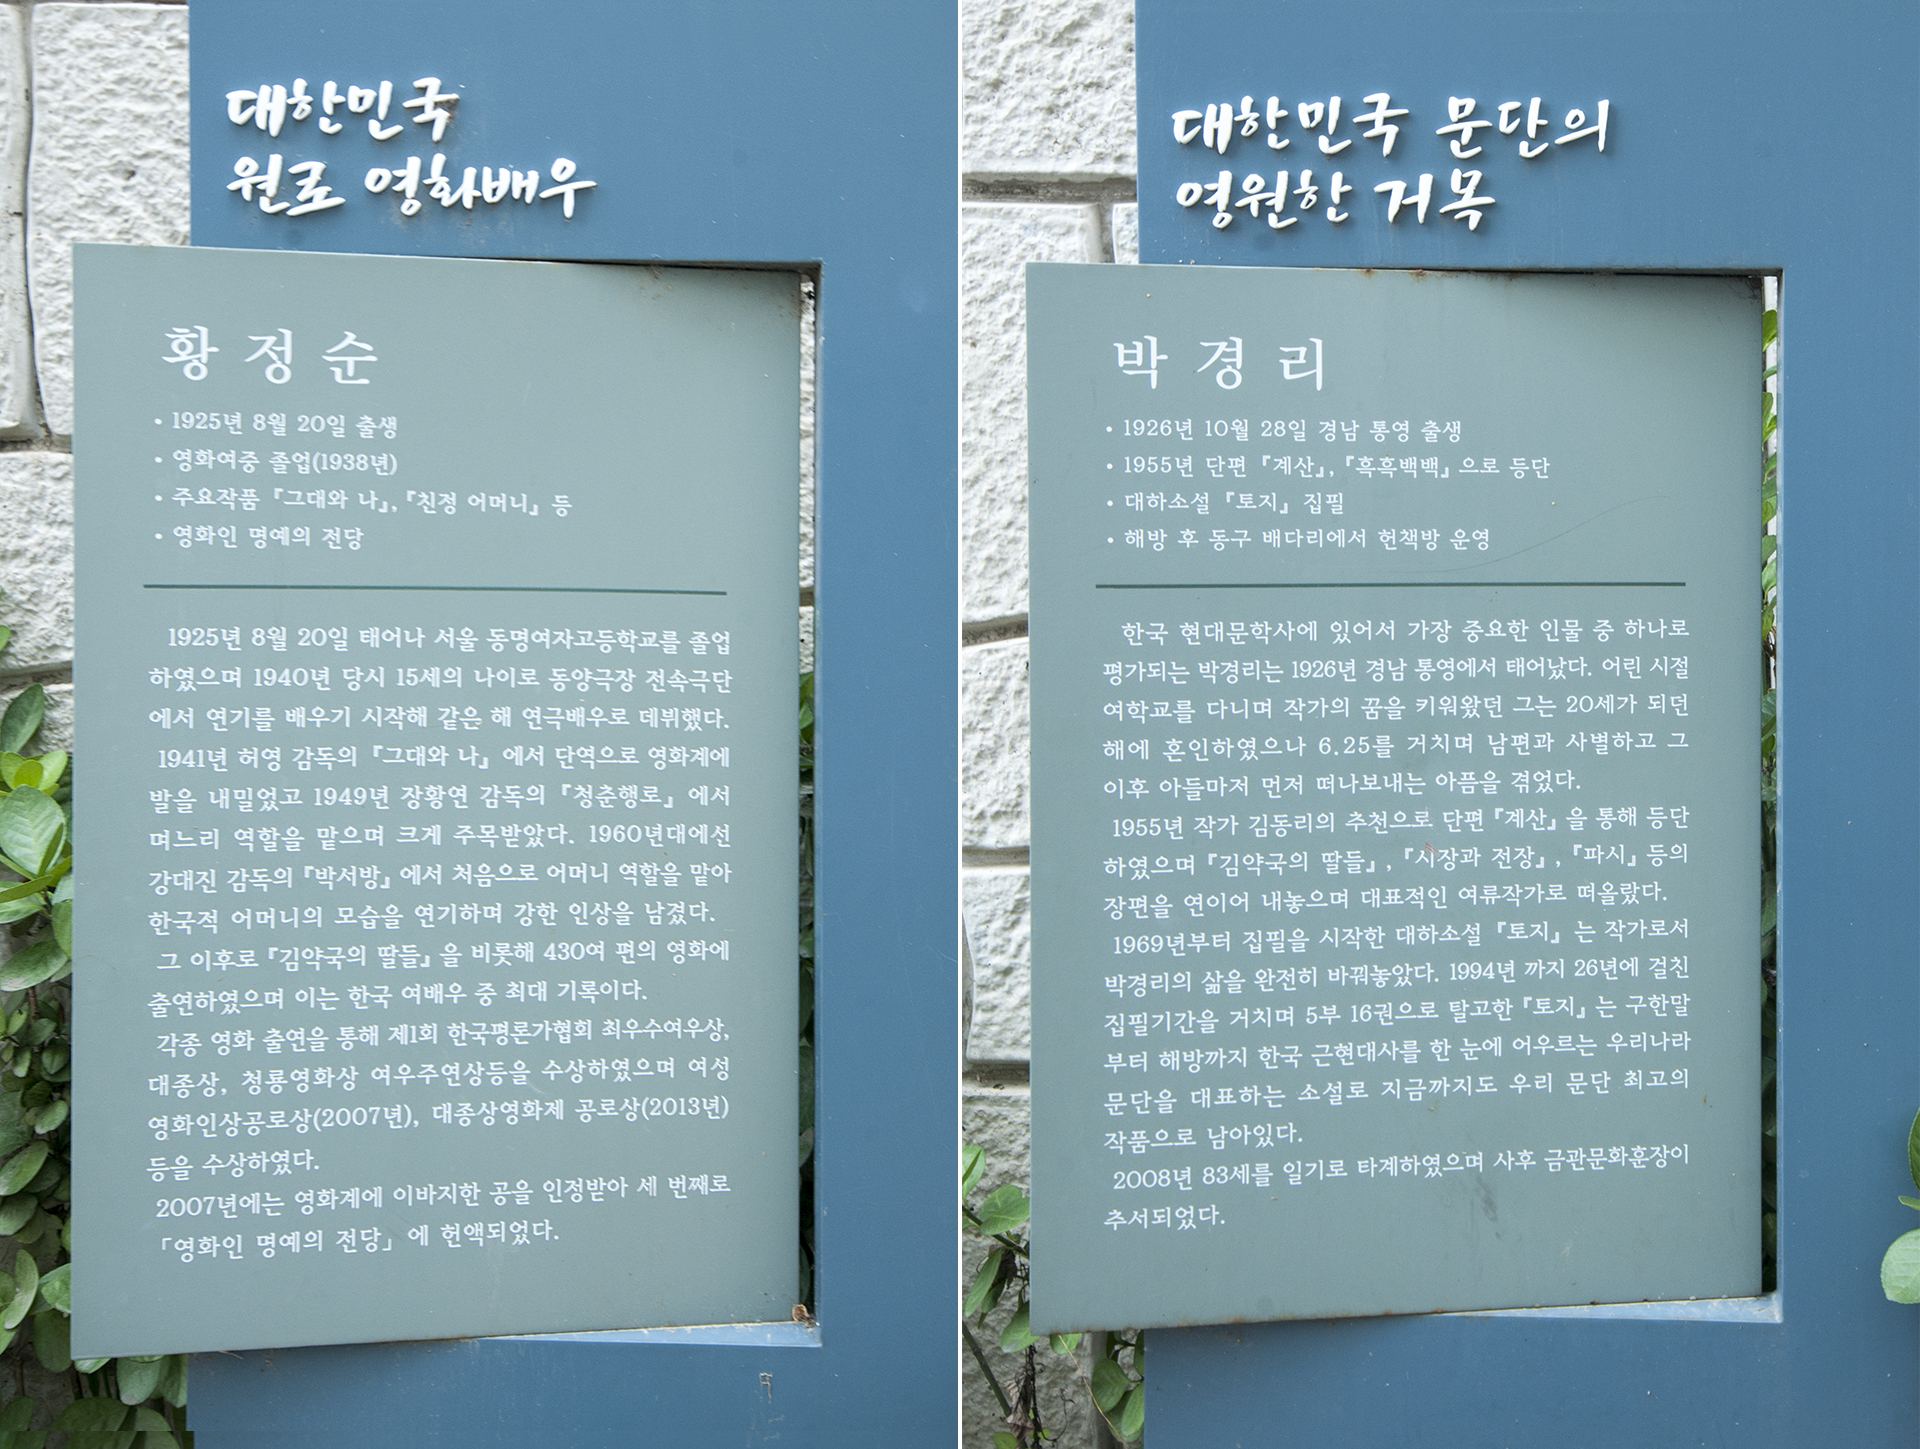 대한민국
원로 영화배우
황정순
• 1925년 8월 20일 출생
• 영화여중 졸업(1938년)
• 주요작품 『그대와 나』, 『친정 어머니』 등
• 영화인 명예의 전당
1925년 8월 20일 태어나 서울 동명여자고등학교를 졸업
하였으며 1940년 당시 15세의 나이로 동양극장 전속극단
에서 연기를 배우기 시작해 같은 해 연극배우로 데뷔했다.
1941년 허영 감독의 『그대와 나』 에서 단역으로 영화계에
발을 내밀었고 1949년 장황연 감독의 『청춘행로』 에서
며느리 역할을 맡으며 크게 주목받았다. 1960년대에선
강대진 감독의 『박서방』 에서 처음으로 어머니 역할을 맡아
한국적 어머니의 모습을 연기하며 강한 인상을 남겼다.
그 이후로 『김약국의 딸들』 을 비롯해 430여 편의 영화에
출연하였으며 이는 한국 여배우 중 최대 기록이다.
각종 영화 출연을 통해 제1회 한국평론가협회 최우수여우상,
대종상, 청룡영화상 여우주연상등을 수상하였으며 여성
영화인상공로상(2007년), 대종상영화제 공로상(2013년)
등을 수상하였다.
2007년에는 영화계에 이바지한 공을 인정받아 세 번째로
「영화인 명예의 전당」 에 헌액되었다.
대한민국 문단의
영원한 거목
박경리
• 1926년 10월 28일 경남 통영 출생
• 1955년 단편 『계산』, 『흑흑백백』 으로 등단
• 대하소설 『토지』 집필
• 해방 후 동구 배다리에서 헌책방 운영
한국 현대문학사에 있어서 가장 중요한 인물 중 하나로
평가되는 박경리는 1926년 경남 통영에서 태어났다. 어린 시절
여학교를 다니며 작가의 꿈을 키워왔던 그는 20세가 되던
해에 혼인하였으나 6.25를 거치며 남편과 사별하고 그
이후 아들마저 먼저 떠나보내는 아픔을 겪었다.
1955년 작가 김동리의 추천으로 단편 『계산』 을 통해 등단
하였으며 『김약국의 딸들』 , 『시장과 전장』 , 『파시』 등의
장편을 연이어 내놓으며 대표적인 여류작가로 떠올랐다.
1969년부터 집필을 시작한 대하소설 『토지』 는 작가로서
박경리의 삶을 완전히 바꿔놓았다. 1994년 까지 26년에 걸친
집필기간을 거치며 5부 16권으로 탈고한 『토지』 는 구한말
부터 해방까지 한국 근현대사를 한 눈에 어우르는 우리나라
문단을 대표하는 소설로 지금까지도 우리 문단 최고의
작품으로 남아있다.
2008년 83세를 일기로 타계하였으며 사후 금관문화훈장이
추서되었다.